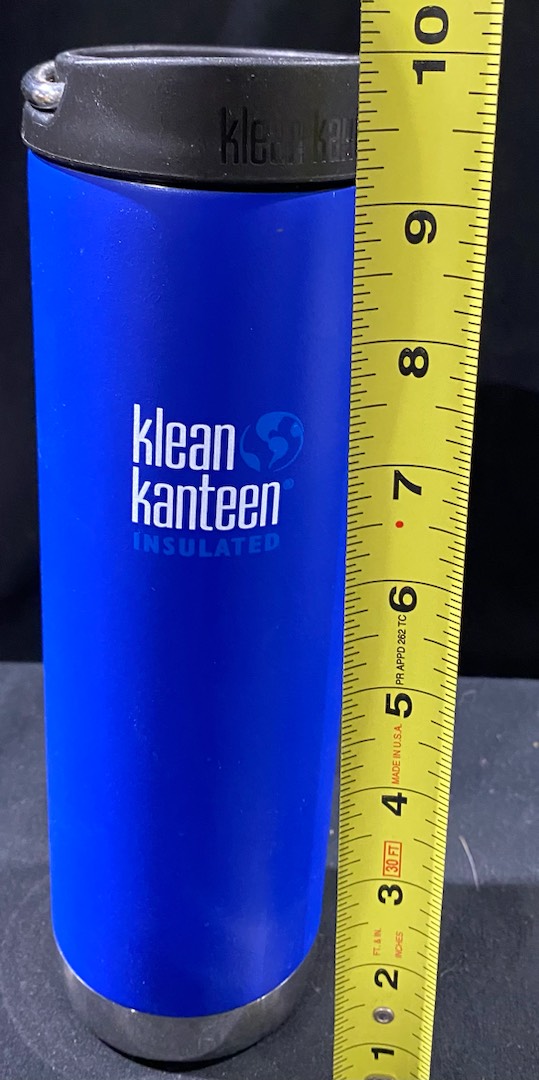 klean kan
klean
kanteen®
INSULATED
10
9
8
7
6
PR APPD 262 TC
5
MADE IN U.S.A.
4
30 FT
3
FT. & IN.
INCHES
2
1